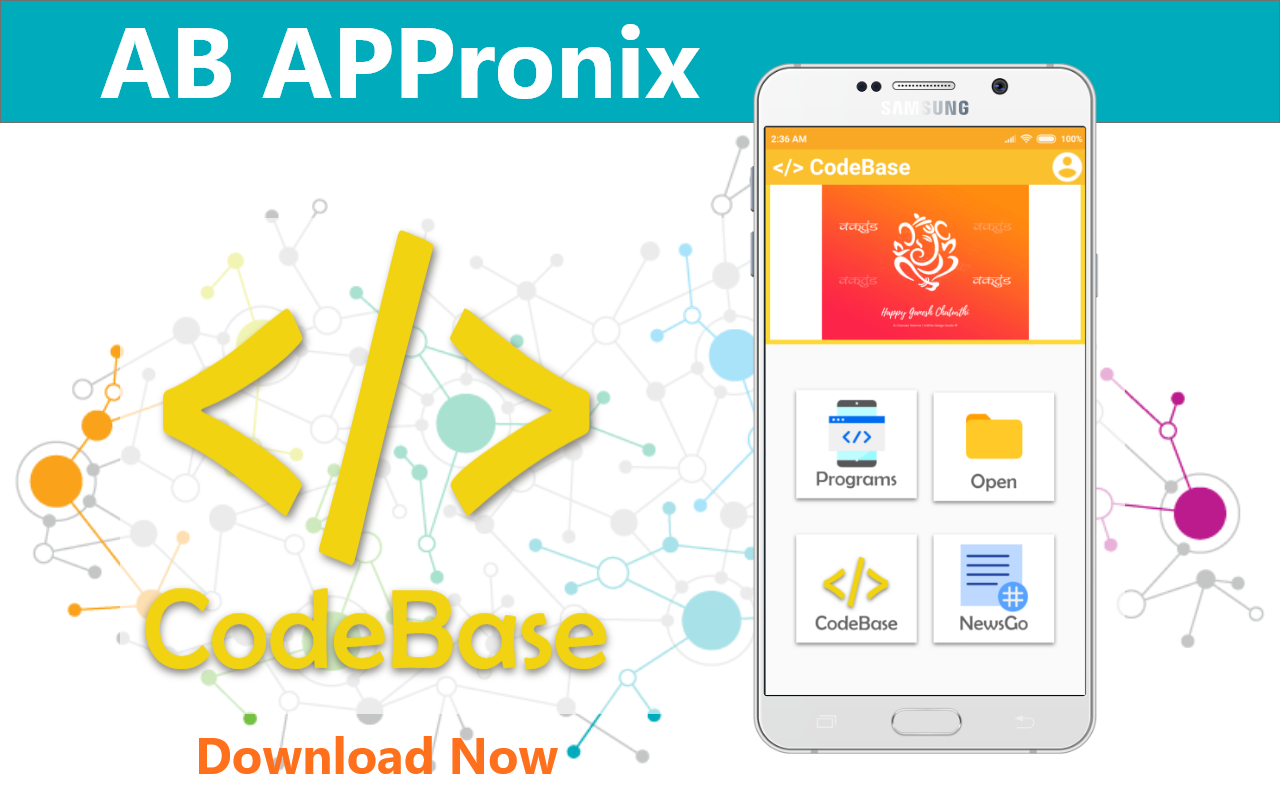 AB APPronix
SAMSUNG
2:36 AM 100%
</> CodeBase
वक्रतुंड वक्रतुंड
वक्रतुंड वक्रतुंड
Happy Ganesh Chaturthi
</>
Programs
Open
</>
CodeBase
#
NewsGo
</>
CodeBase
Download Now